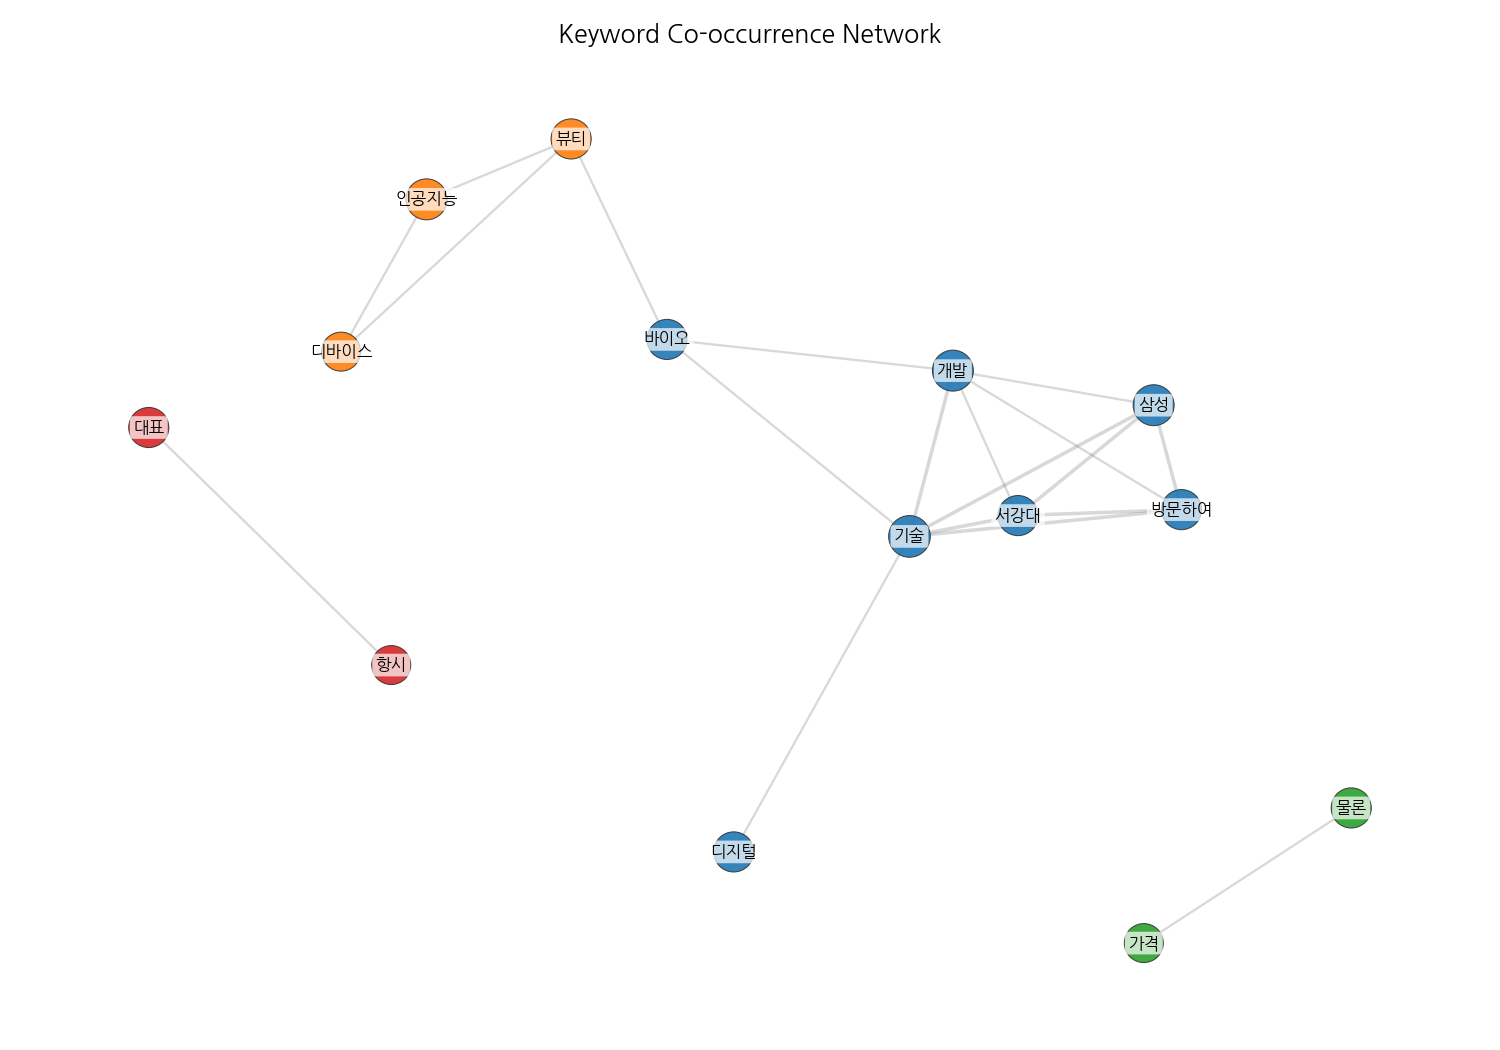 Keyword Co-occurrence Network
뷰티
인공지능
바이오
디바이스
개발
삼성
대표
방문하여
서강대
기술
항시
물론
디지털
가격